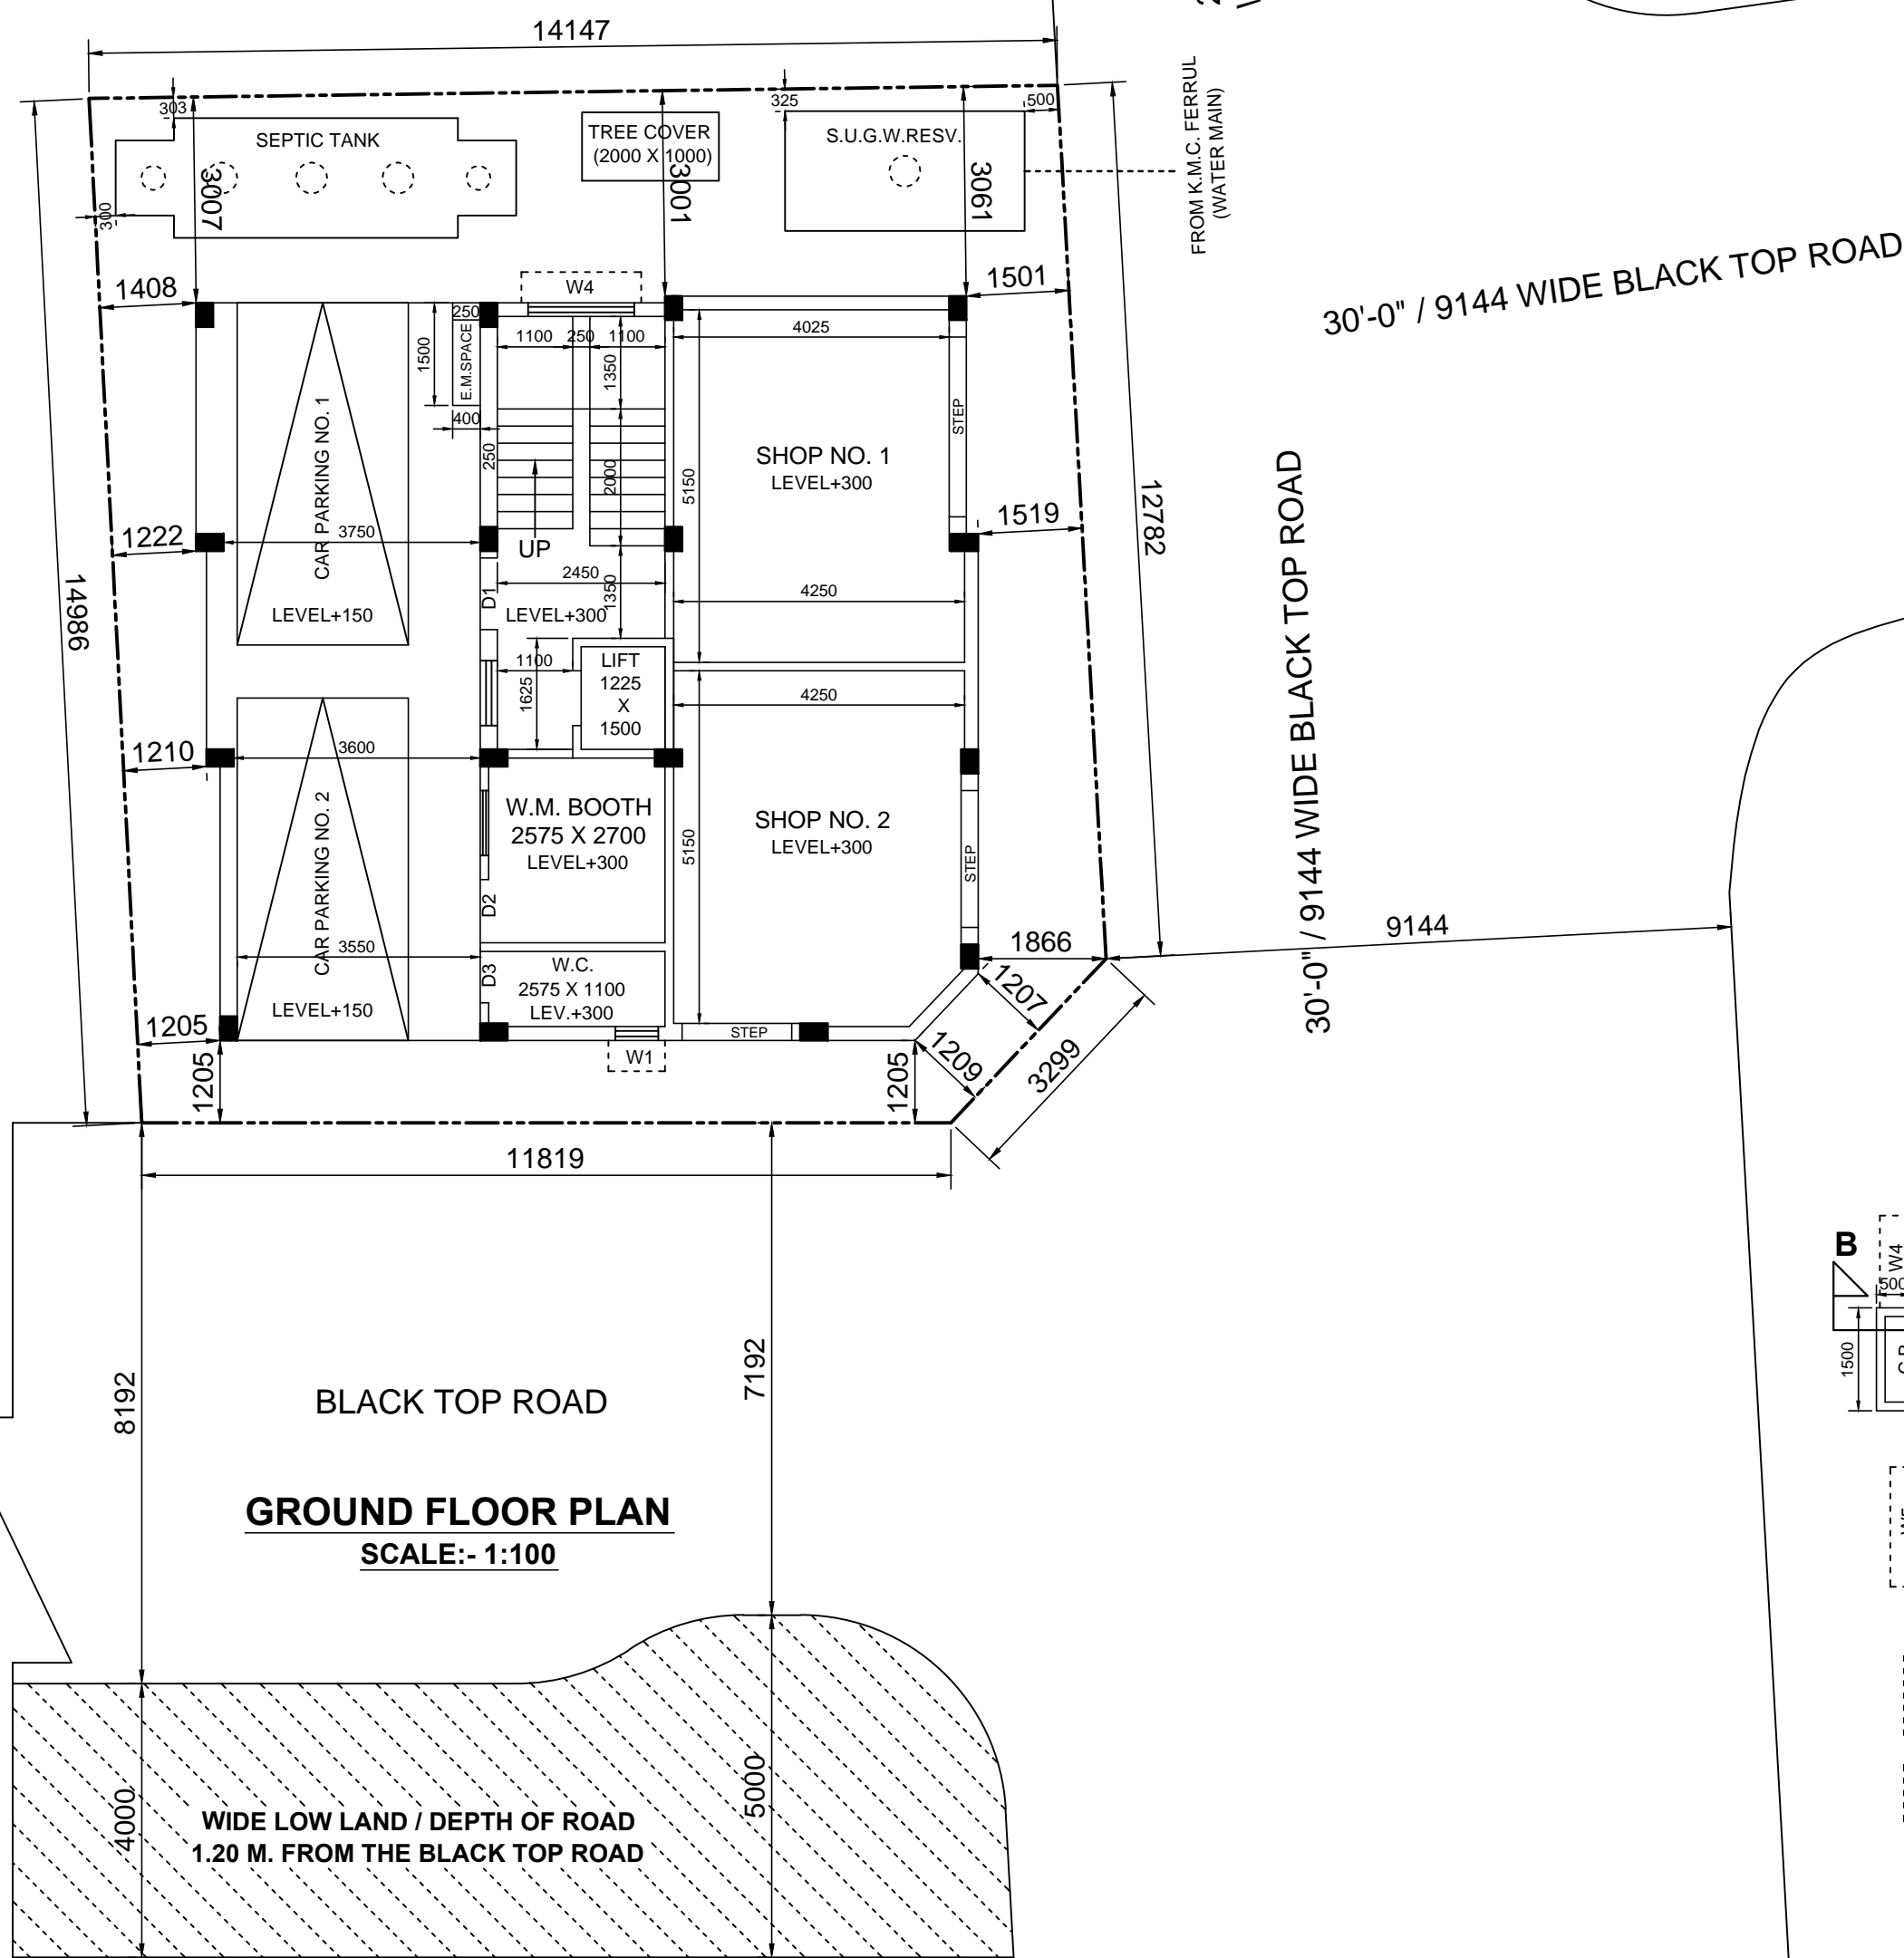 14147
303
SEPTIC TANK
TREE COVER
(2000 X 1000)
325
500
S.U.G.W.RESV.
FROM K.M.C. FERRUL
(WATER MAIN)
300
3007
3001
3061
30'-0" / 9144 WIDE BLACK TOP ROAD
1408
W4
1501
250
1100
250
1100
4025
1500
E.M.SPACE
1350
400
250
2000
CAR PARKING NO. 1
STEP
SHOP NO. 1
LEVEL+300
5150
12782
1519
1222
3750
UP
2450
1350
14986
LEVEL+150
D1
LEVEL+300
4250
30'-0" / 9144 WIDE BLACK TOP ROAD
1100
LIFT
1225
X
1500
1625
4250
1210
3600
CAR PARKING NO. 2
W.M. BOOTH
2575 X 2700
LEVEL+300
5150
SHOP NO. 2
LEVEL+300
STEP
D2
3550
1866
9144
D3
W.C.
2575 X 1100
LEV.+300
1207
LEVEL+150
1205
STEP
1205
W1
1205
1209
3299
11819
B
W4
500
1500
8192
7192
BLACK TOP ROAD
GROUND FLOOR PLAN
SCALE:- 1:100
4000
5000
WIDE LOW LAND / DEPTH OF ROAD
1.20 M. FROM THE BLACK TOP ROAD